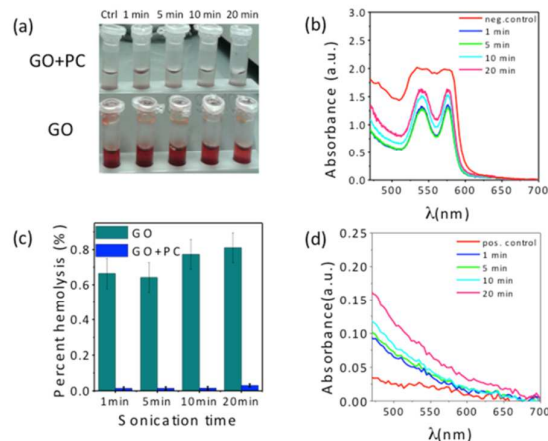 (a)
Ctrl 1 min 5 min 10 min 20 min
GO+PC
GO
(b)
Absorbance (a.u.)
2.5
2.0
1.5
1.0
0.5
0.0
500 550 600 650 700
λ(nm)
neg.control
1 min
5 min
10 min
20 min
(c)
Percent hemolysis (%)
1.0
0.8
0.6
0.4
0.2
0.0
GO
GO+PC
1min 5min 10min 20min
Sonication time
(d)
Absorbance(a.u.)
0.25
0.20
0.15
0.10
0.05
0.00
500 550 600 650 700
λ(nm)
pos. control
1 min
5 min
10 min
20 min